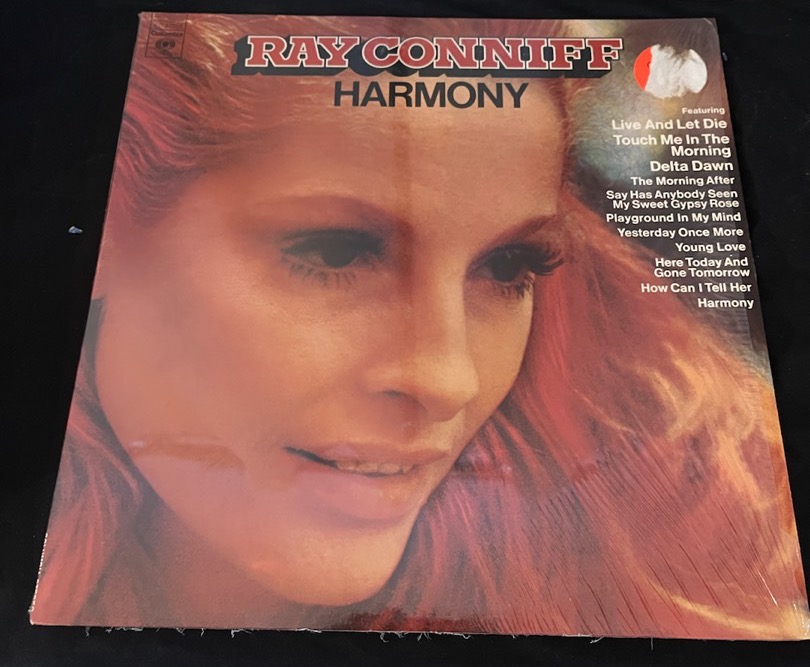 RAY CONNIFF
HARMONY
Featuring
Live And Let Die
Touch Me In The
Morning
Delta Dawn
The Morning After
Say Has Anybody Seen
My Sweet Gypsy Rose
Playground In My Mind
Yesterday Once More
Young Love
Here Today And
Gone Tomorrow
How Can I Tell Her
Harmony